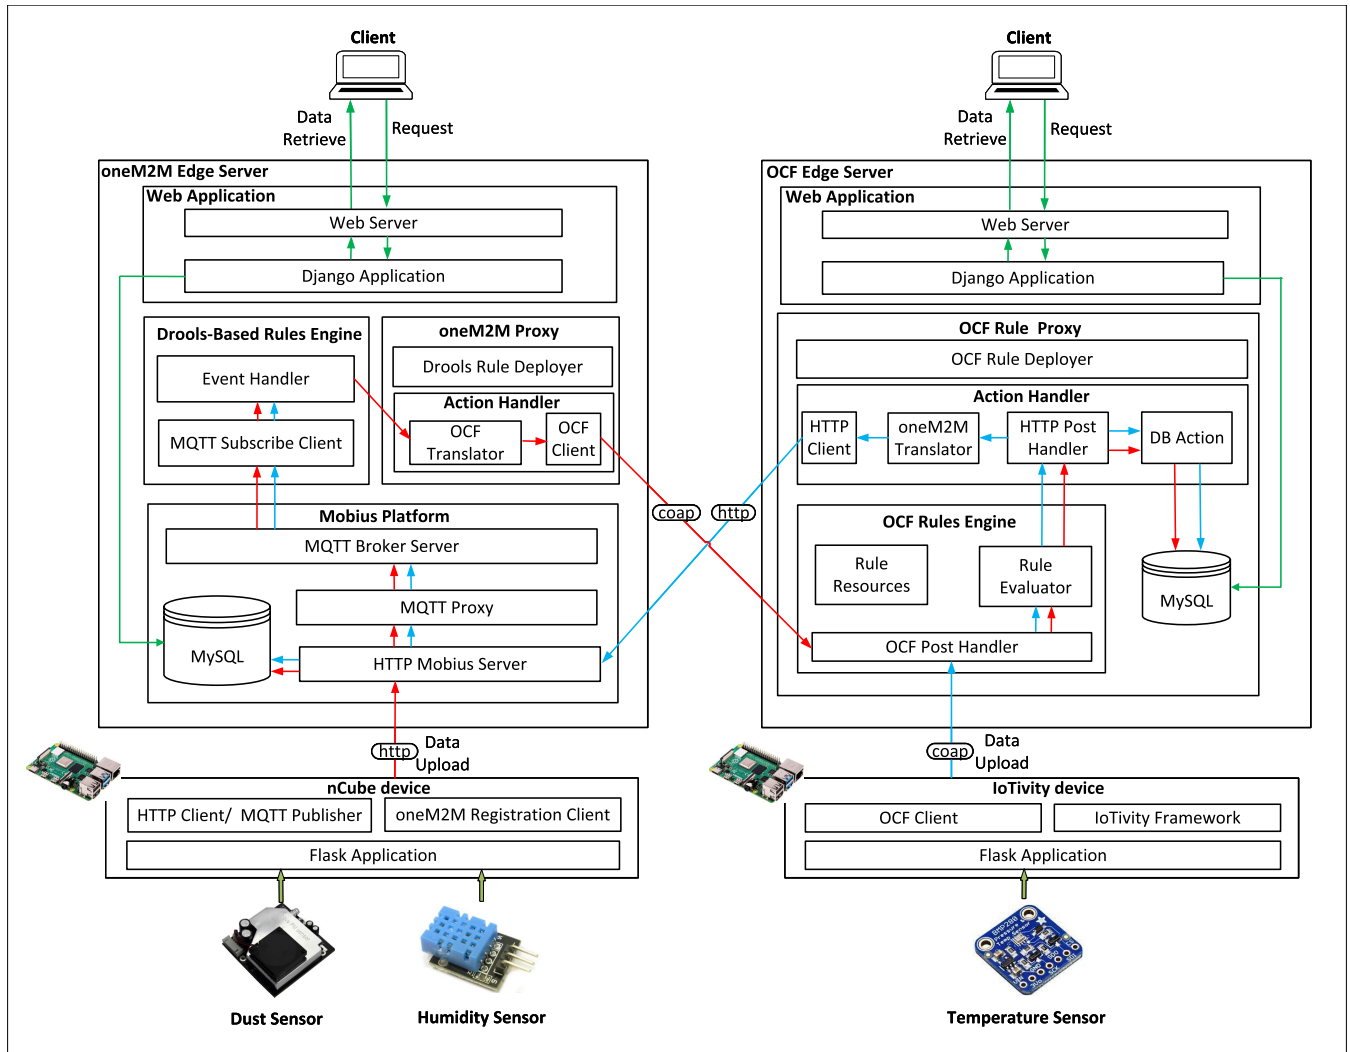 Client
Data
Retrieve
Request
oneM2M Edge Server
Web Application
Web Server
Django Application
Drools-Based Rules Engine
Event Handler
MQTT Subscribe Client
oneM2M Proxy
Drools Rule Deployer
Action Handler
OCF
Translator
OCF
Client
Mobius Platform
MQTT Broker Server
MQTT Proxy
MySQL
HTTP Mobius Server
http
Data
Upload
nCube device
HTTP Client/ MQTT Publisher
oneM2M Registration Client
Flask Application
Dust Sensor
Humidity Sensor
coap
http
Client
Data
Retrieve
Request
OCF Edge Server
Web Application
Web Server
Django Application
OCF Rule Proxy
OCF Rule Deployer
Action Handler
HTTP
Client
oneM2M
Translator
HTTP Post
Handler
DB Action
OCF Rules Engine
Rule
Resources
Rule
Evaluator
MySQL
OCF Post Handler
coap
Data
Upload
IoTivity device
OCF Client
IoTivity Framework
Flask Application
BMP280
Pressure
Temp Sensor
Temperature Sensor